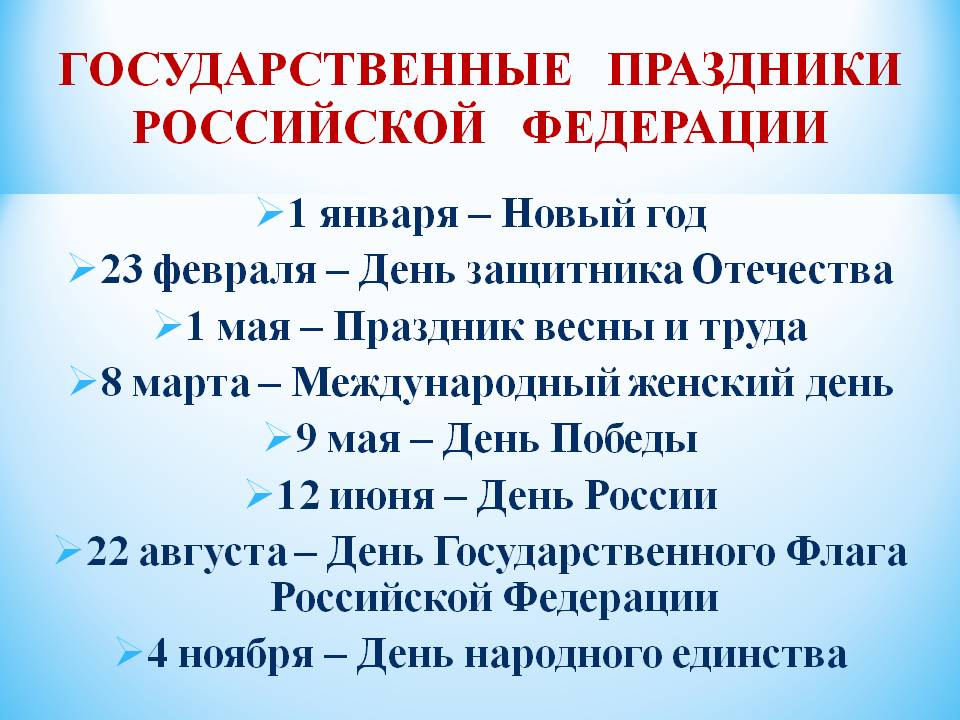 ГОСУДАРСТВЕННЫЕ ПРАЗДНИКИ
РОССИЙСКОЙ ФЕДЕРАЦИИ
1 января – Новый год
23 февраля – День защитника Отечества
1 мая – Праздник весны и труда
8 марта – Международный женский день
9 мая – День Победы
12 июня – День России
22 августа – День Государственного Флага
Российской Федерации
4 ноября – День народного единства